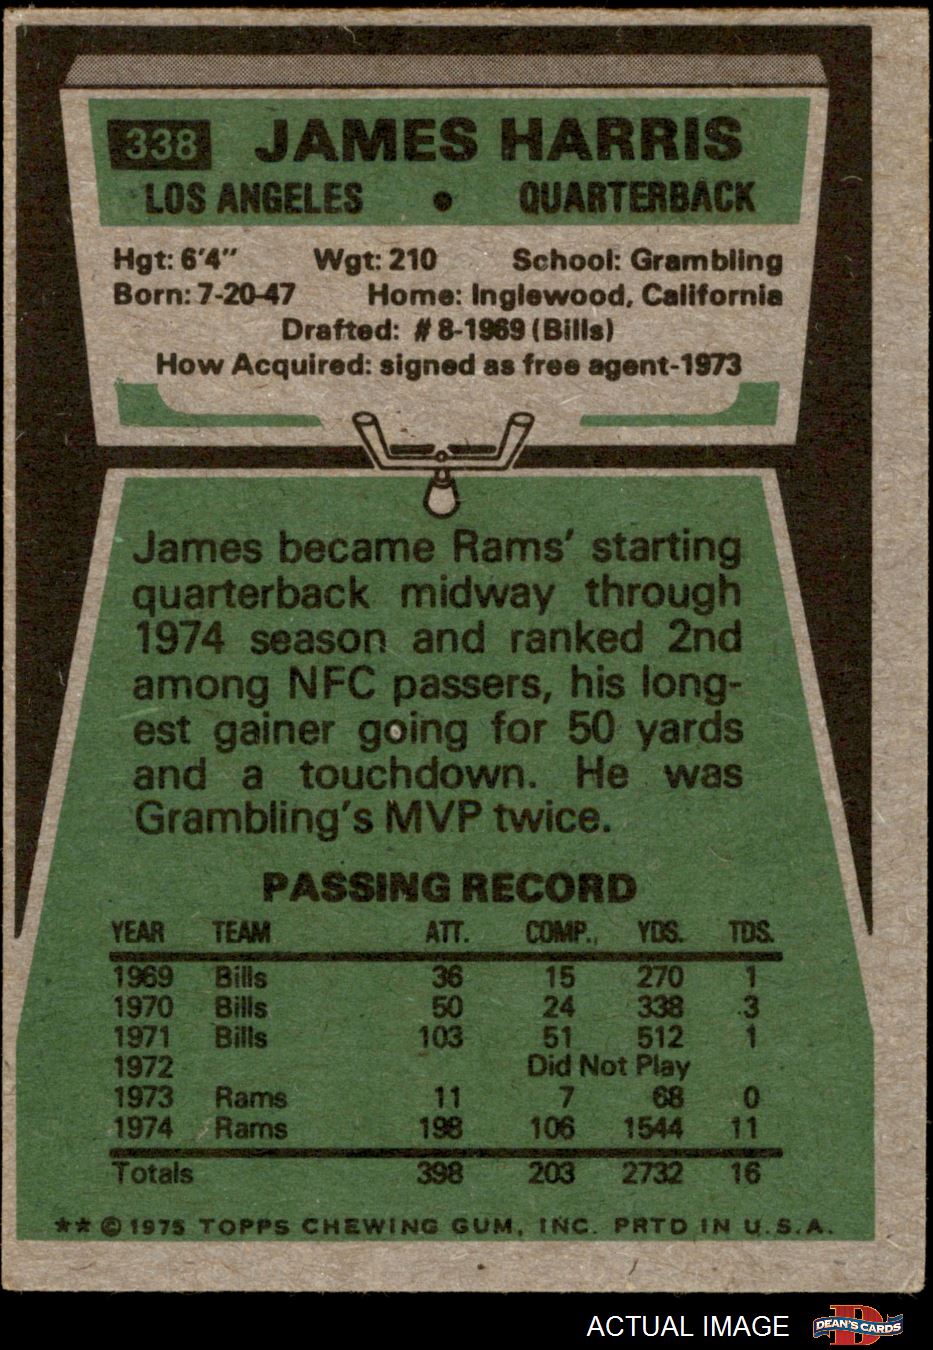 338 JAMES HARRIS
LOS ANGELES • QUARTERBACK
Hgt: 6'4" Wgt: 210 School: Grambling
Born: 7-20-47 Home: Inglewood, California
Drafted: #8-1969 (Bills)
How Acquired: signed as free agent-1973
James became Rams' starting
quarterback midway through
1974 season and ranked 2nd
among NFC passers, his long-
est gainer going for 50 yards
and a touchdown. He was
Grambling's MVP twice.
PASSING RECORD
YEAR TEAM ATT. COMP. YDS. TDS.
1969 Bills 36 15 270 1
1970 Bills 50 24 338 3
1971 Bills 103 51 512 1
1972 Did Not Play
1973 Rams 11 7 68 0
1974 Rams 198 106 1544 11
Totals 398 203 2732 16
** © 1975 TOPPS CHEWING GUM, INC. PRTD IN U.S.A.
ACTUAL IMAGE DEAN'S CARDS